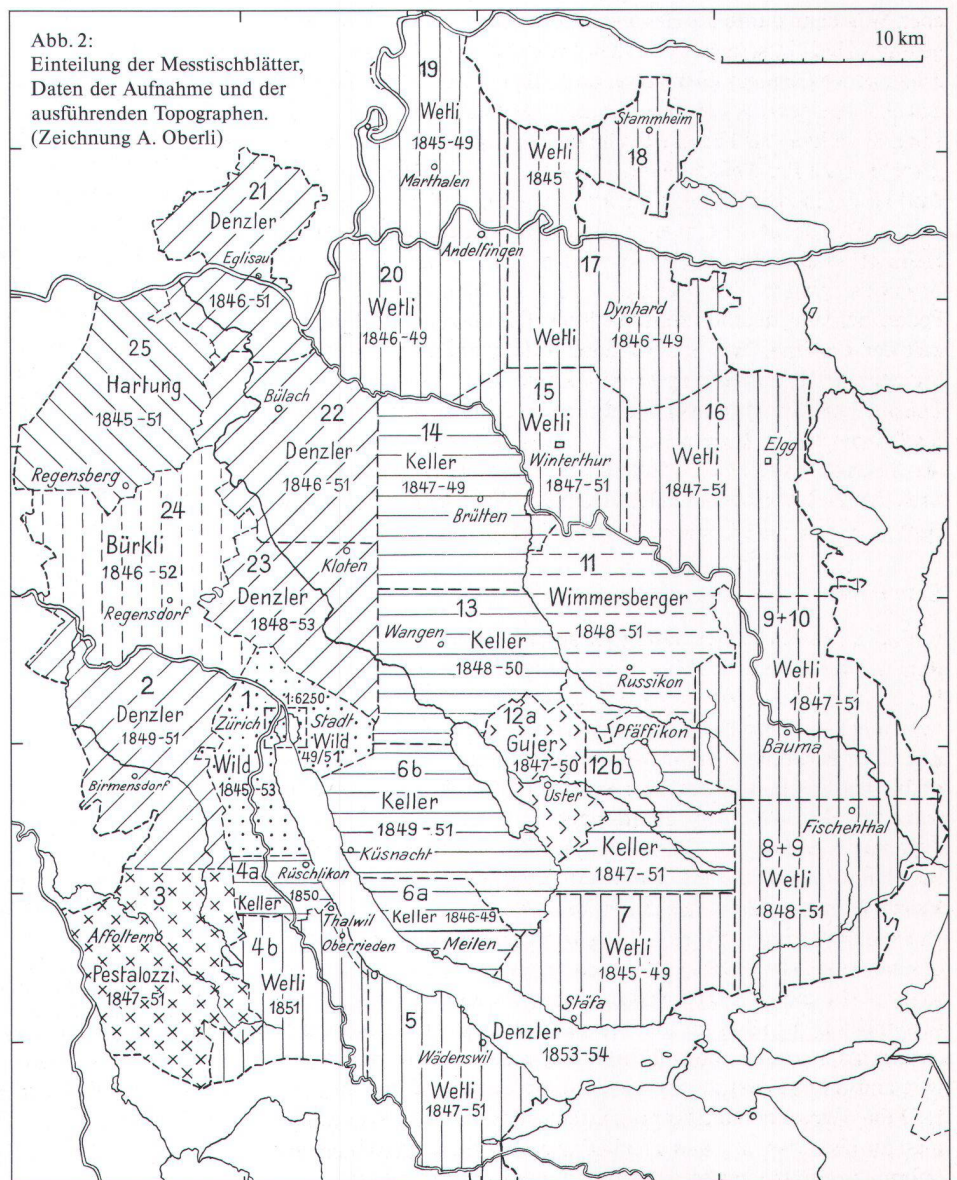 Abb. 2:
Einteilung der Messtischblätter,
Daten der Aufnahme und der
ausführenden Topographen.
(Zeichnung A. Oberli)
10 km
19
Wetli
1845-49
Marthalen
Wetli
1845
Stammheim
18
21
Denzler
Eglisau
1846-51
Andelfingen
20
Wetli
1846-49
17
Dynhard
1846-49
Wetli
25
Hartung
1845-51
Regensberg
Bülach
22
Denzler
1846-51
14
Keller
1847-49
Brütten
15
Wetli
Winterthur
1847-51
16
Wetli
1847-51
Elgg
24
Bürkli
1846-52
Regensdorf
23
Denzler
1848-53
Kloten
13
Wangen
Keller
1848-50
11
Wimmersberger
1848-51
Russikon
9+10
Wetli
1847-51
Bauma
2
Denzler
1849-51
Birmensdorf
1
1:6250
Zürich
Stadt
Wild
49/51
Wild
1845-53
12a
Gujer
1847-50
Uster
Pfäffikon
12b
6b
Keller
1849-51
Küsnacht
Keller
1847-51
Fischenthal
8+9
Wetli
1848-51
3
Affoltern
Pestalozzi
1847-51
4a
Rüschlikon
Keller
1850
Thalwil
Oberrieden
4b
Wetli
1851
6a
Keller 1846-49
Meilen
7
Wetli
1845-49
Stäfa
5
Denzler
1853-54
Wädenswil
Wetli
1847-51